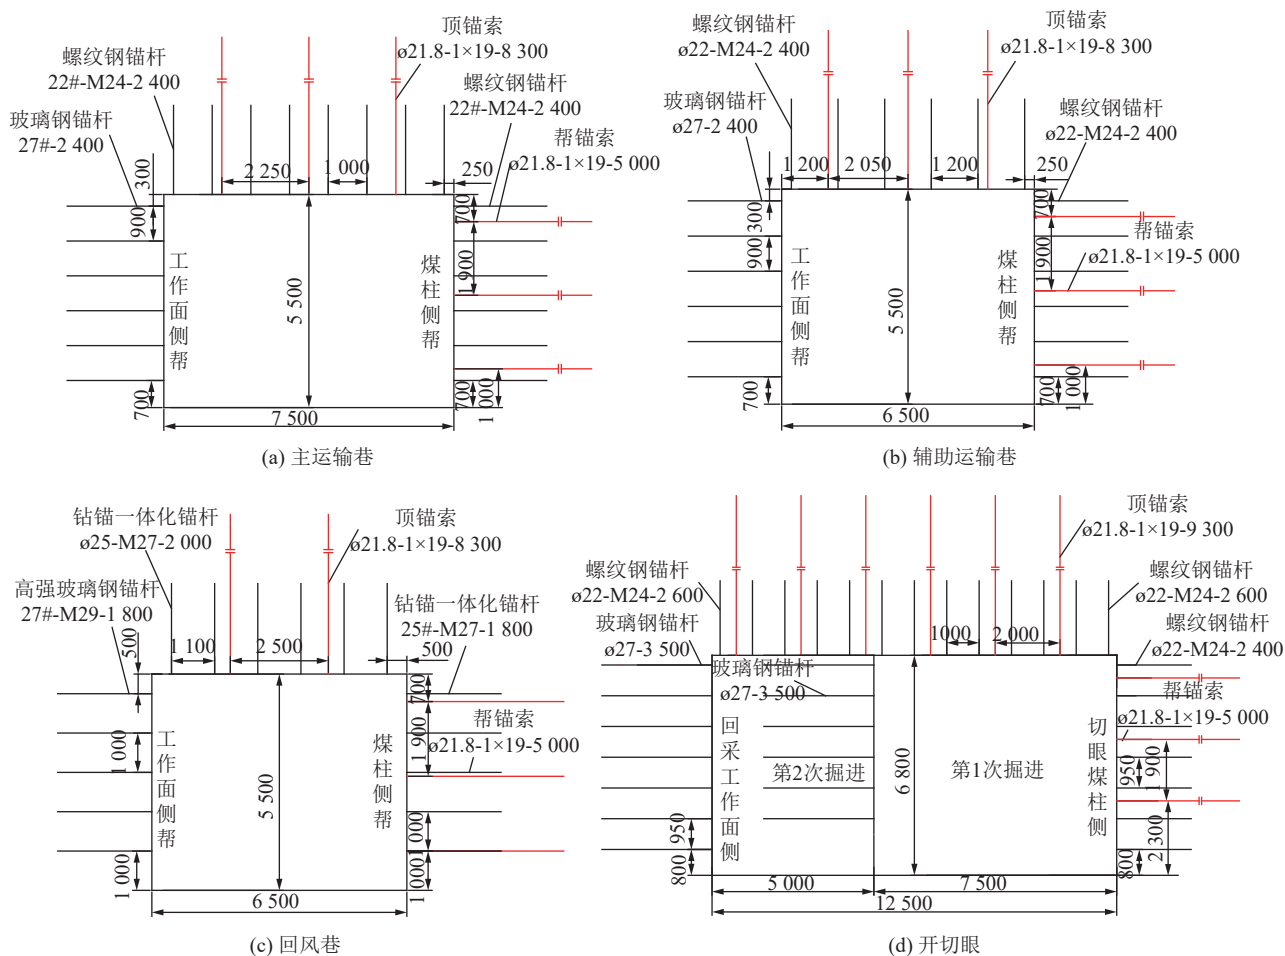 顶锚索
ø21.8-1×19-8 300
螺纹钢锚杆
22#-M24-2 400
螺纹钢锚杆
22#-M24-2 400
玻璃钢锚杆
27#-2 400
帮锚索
ø21.8-1×19-5 000
2 250
1 000
250
300
900
700
1 900
工作面侧帮
煤柱侧帮
5 500
700
700
1 000
7 500
(a) 主运输巷
顶锚索
ø21.8-1×19-8 300
螺纹钢锚杆
ø22-M24-2 400
玻璃钢锚杆
ø27-2 400
螺纹钢锚杆
ø22-M24-2 400
1 200
2 050
1 200
250
300
900
700
1 900
帮锚索
ø21.8-1×19-5 000
工作面侧帮
煤柱侧帮
5 500
700
700
1 000
6 500
(b) 辅助运输巷
钻锚一体化锚杆
ø25-M27-2 000
顶锚索
ø21.8-1×19-8 300
高强玻璃钢锚杆
27#-M29-1 800
钻锚一体化锚杆
25#-M27-1 800
500
1 100
2 500
500
700
1 900
帮锚索
ø21.8-1×19-5 000
1 000
工作面侧帮
煤柱侧帮
5 500
1 000
1 000
1 000
6 500
(c) 回风巷
顶锚索
ø21.8-1×19-9 300
螺纹钢锚杆
ø22-M24-2 600
螺纹钢锚杆
ø22-M24-2 600
玻璃钢锚杆
ø27-3 500
螺纹钢锚杆
ø22-M24-2 400
1000
2 000
玻璃钢锚杆
ø27-3 500
帮锚索
ø21.8-1×19-5 000
回采工作面侧
第2次掘进
6 800
第1次掘进
切眼煤柱侧
950
1 900
950
800
2 300
800
5 000
7 500
12 500
(d) 开切眼